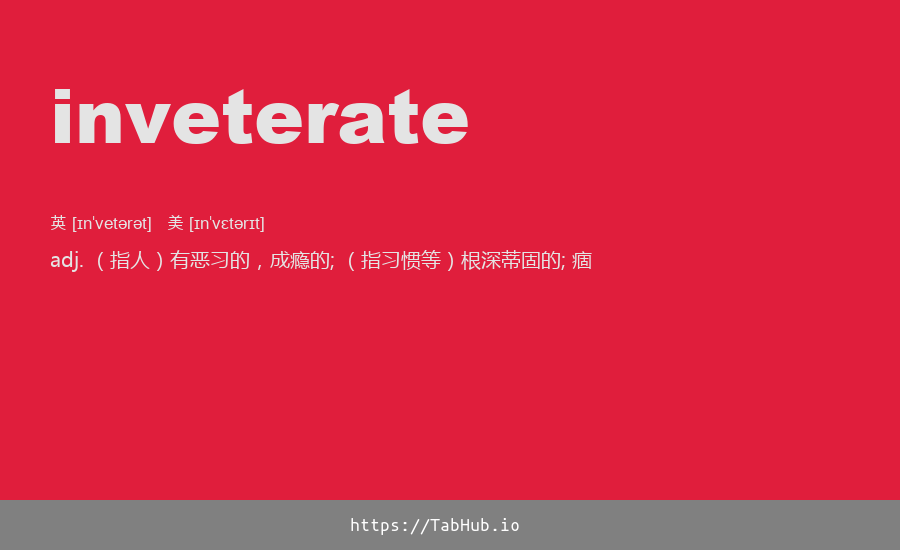 inveterate
英 [ɪnˈvetərət] 美 [ɪnˈvɛtərɪt]
adj. （指人）有恶习的，成瘾的; （指习惯等）根深蒂固的; 痼
https://TabHub.io